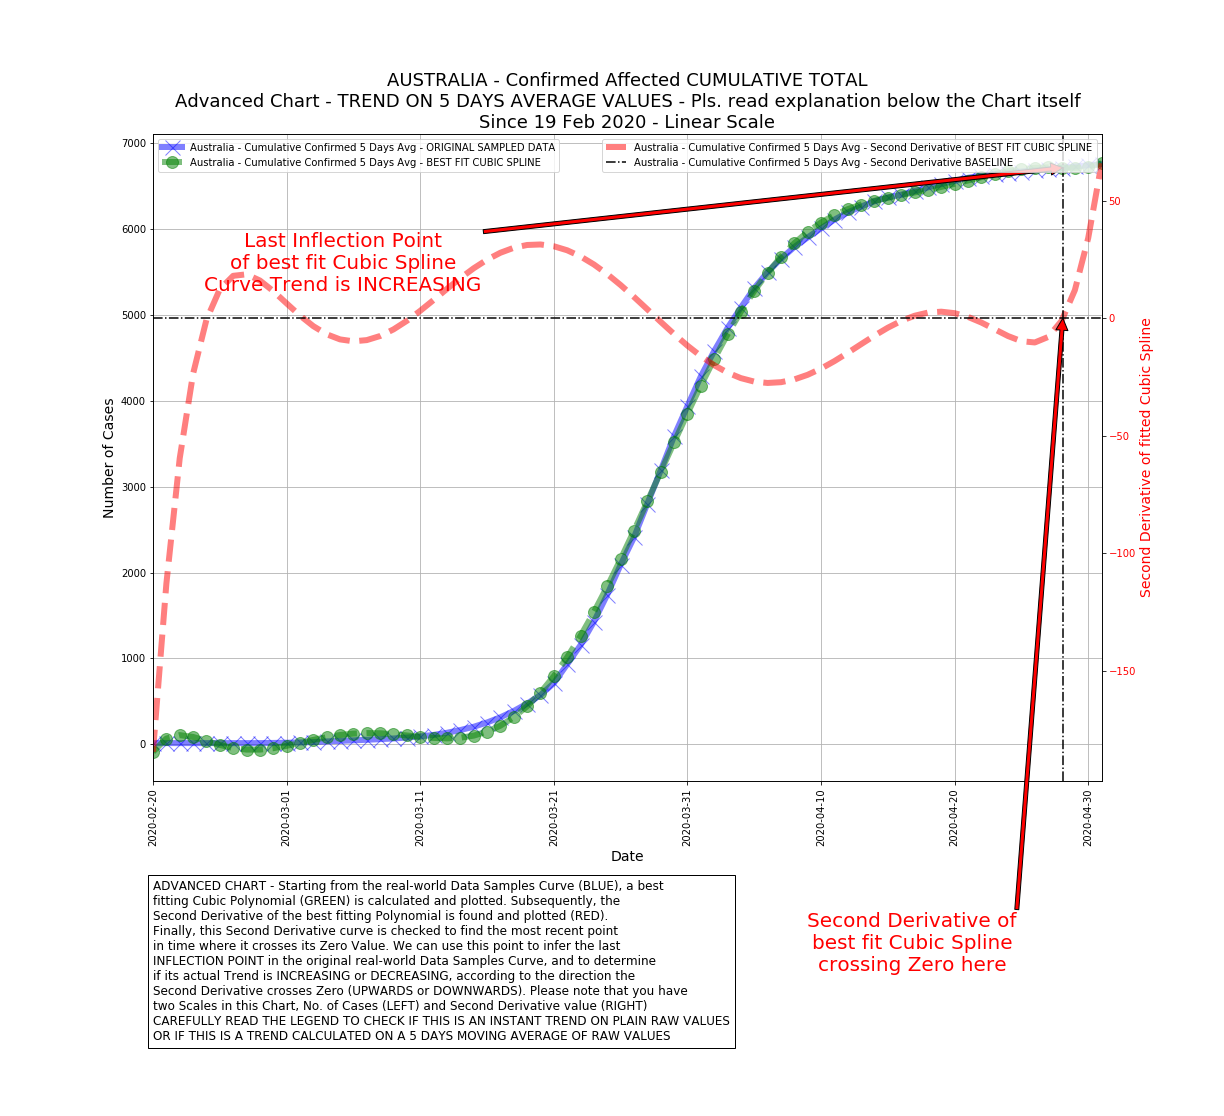 AUSTRALIA - Confirmed Affected CUMULATIVE TOTAL
Advanced Chart - TREND ON 5 DAYS AVERAGE VALUES - Pls. read explanation below the Chart itself
Since 19 Feb 2020 - Linear Scale
Australia - Cumulative Confirmed 5 Days Avg - ORIGINAL SAMPLED DATA
Australia - Cumulative Confirmed 5 Days Avg - BEST FIT CUBIC SPLINE
Australia - Cumulative Confirmed 5 Days Avg - Second Derivative of BEST FIT CUBIC SPLINE
Australia - Cumulative Confirmed 5 Days Avg - Second Derivative BASELINE
Last Inflection Point
of best fit Cubic Spline
Curve Trend is INCREASING
Number of Cases
7000
6000
5000
4000
3000
2000
1000
0
50
0
−50
−100
−150
Second Derivative of fitted Cubic Spline
2020-02-20
2020-03-01
2020-03-11
2020-03-21
2020-03-31
2020-04-10
2020-04-20
2020-04-30
Date
Second Derivative of
best fit Cubic Spline
crossing Zero here
ADVANCED CHART - Starting from the real-world Data Samples Curve (BLUE), a best
fitting Cubic Polynomial (GREEN) is calculated and plotted. Subsequently, the
Second Derivative of the best fitting Polynomial is found and plotted (RED).
Finally, this Second Derivative curve is checked to find the most recent point
in time where it crosses its Zero Value. We can use this point to infer the last
INFLECTION POINT in the original real-world Data Samples Curve, and to determine
if its actual Trend is INCREASING or DECREASING, according to the direction the
Second Derivative crosses Zero (UPWARDS or DOWNWARDS). Please note that you have
two Scales in this Chart, No. of Cases (LEFT) and Second Derivative value (RIGHT)
CAREFULLY READ THE LEGEND TO CHECK IF THIS IS AN INSTANT TREND ON PLAIN RAW VALUES
OR IF THIS IS A TREND CALCULATED ON A 5 DAYS MOVING AVERAGE OF RAW VALUES